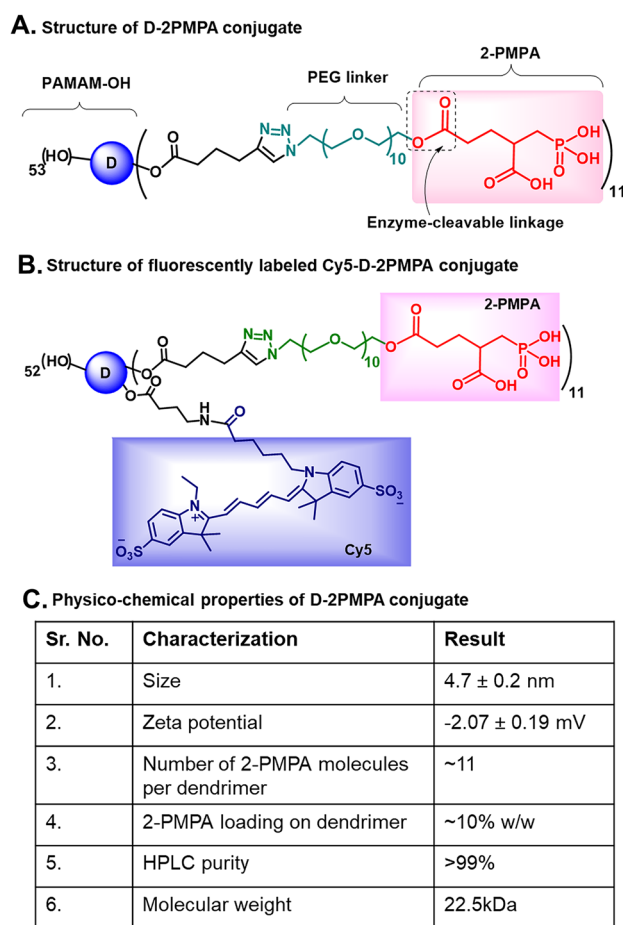 A. Structure of D-2PMPA conjugate
2-PMPA
PAMAM-OH
PEG linker
53(HO)
D
O
O
N=N
N
O
10
O
O
O
OH
P
OH
O
O
OH
11
Enzyme-cleavable linkage
B. Structure of fluorescently labeled Cy5-D-2PMPA conjugate
2-PMPA
52(HO)
D
O
O
N=N
N
O
10
O
O
OH
P
OH
O
O
OH
11
O
O
H
N
O
N
N
+
SO3
−
−
O3S
Cy5
C. Physico-chemical properties of D-2PMPA conjugate
Sr. No. Characterization Result
1. Size 4.7 ± 0.2 nm
2. Zeta potential -2.07 ± 0.19 mV
3. Number of 2-PMPA molecules per dendrimer ~11
4. 2-PMPA loading on dendrimer ~10% w/w
5. HPLC purity >99%
6. Molecular weight 22.5kDa